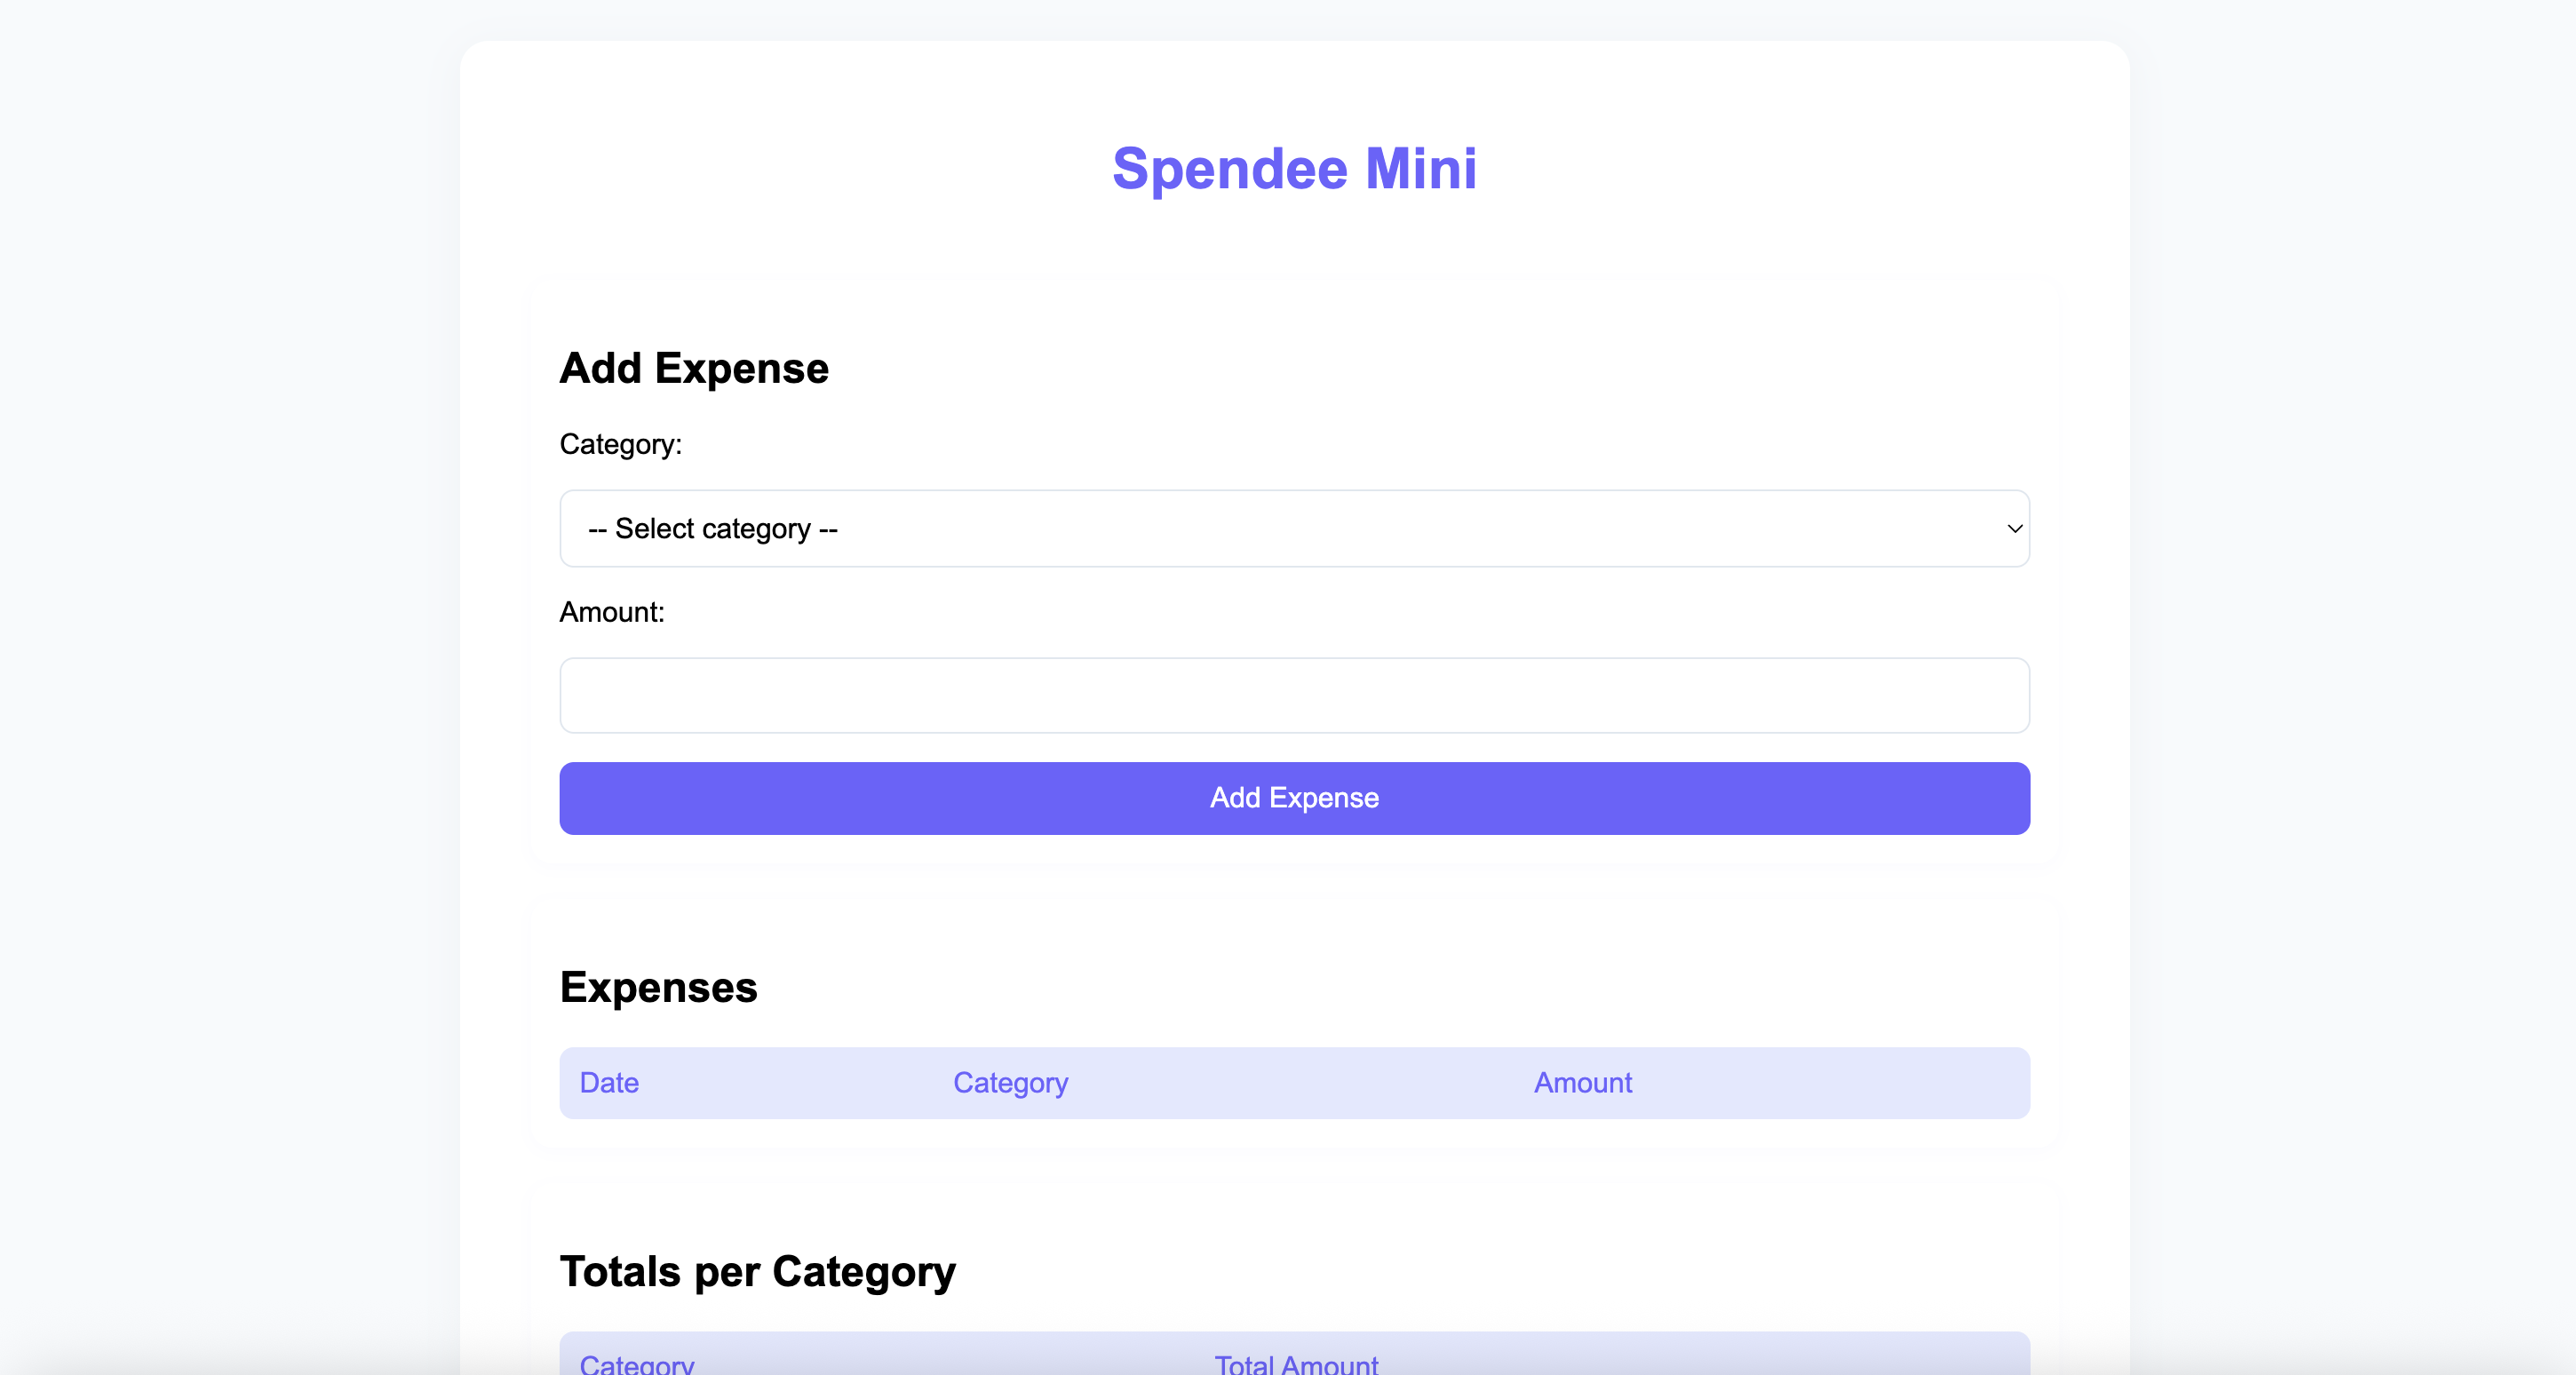 Spendee Mini
Add Expense
Category:
-- Select category --
Amount:
Add Expense
Expenses
Date Category Amount
Totals per Category
Category Total Amount